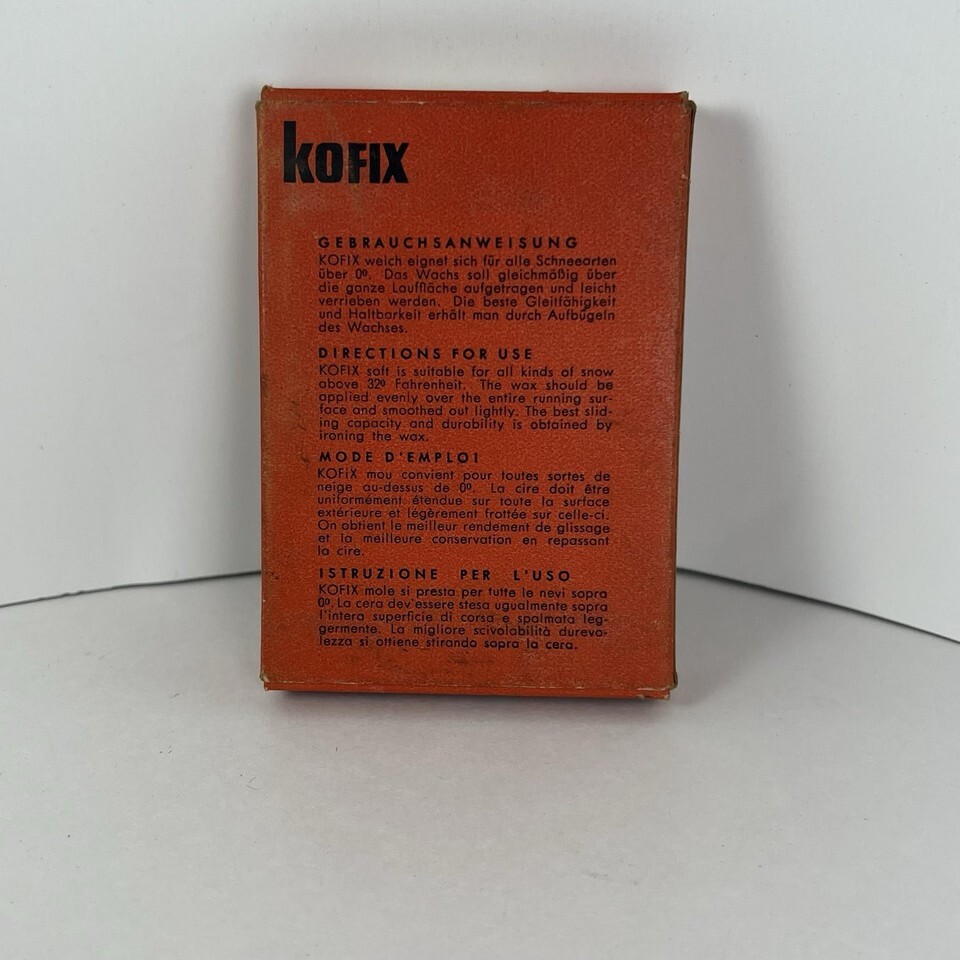 kOFIX
GEBRAUCHSANWEISUNG
KOFIX weich eignet sich für alle Schneearten
über 0º. Das Wachs soll gleichmäßig über
die ganze Lauffläche aufgetragen und leicht
verrieben werden. Die beste Gleitfähigkeit
und Haltbarkeit erhält man durch Aufbügeln
des Wachses.
DIRECTIONS FOR USE
KOFIX soft is suitable for all kinds of snow
above 32º Fahrenheit. The wax should be
applied evenly over the entire running sur-
face and smoothed out lightly. The best slid-
ing capacity and durability is obtained by
ironing the wax.
MODE D'EMPLOI
KOFIX mou convient pour toutes sortes de
neige au-dessus de 0º. La cire doit être
uniformément étendue sur toute la surface
extérieure et légèrement frottée sur celle-ci.
On obtient le meilleur rendement de glissage
et la meilleure conservation en repassant
la cire.
ISTRUZIONE PER L'USO
KOFIX mole si presta per tutte le nevi sopra
0º. La cera dev'essere stesa ugualmente sopra
l'intera superficie di corsa e spalmata leg-
germente. La migliore scivolabilità durevo-
lezza si ottiene stirando sopra la cera.